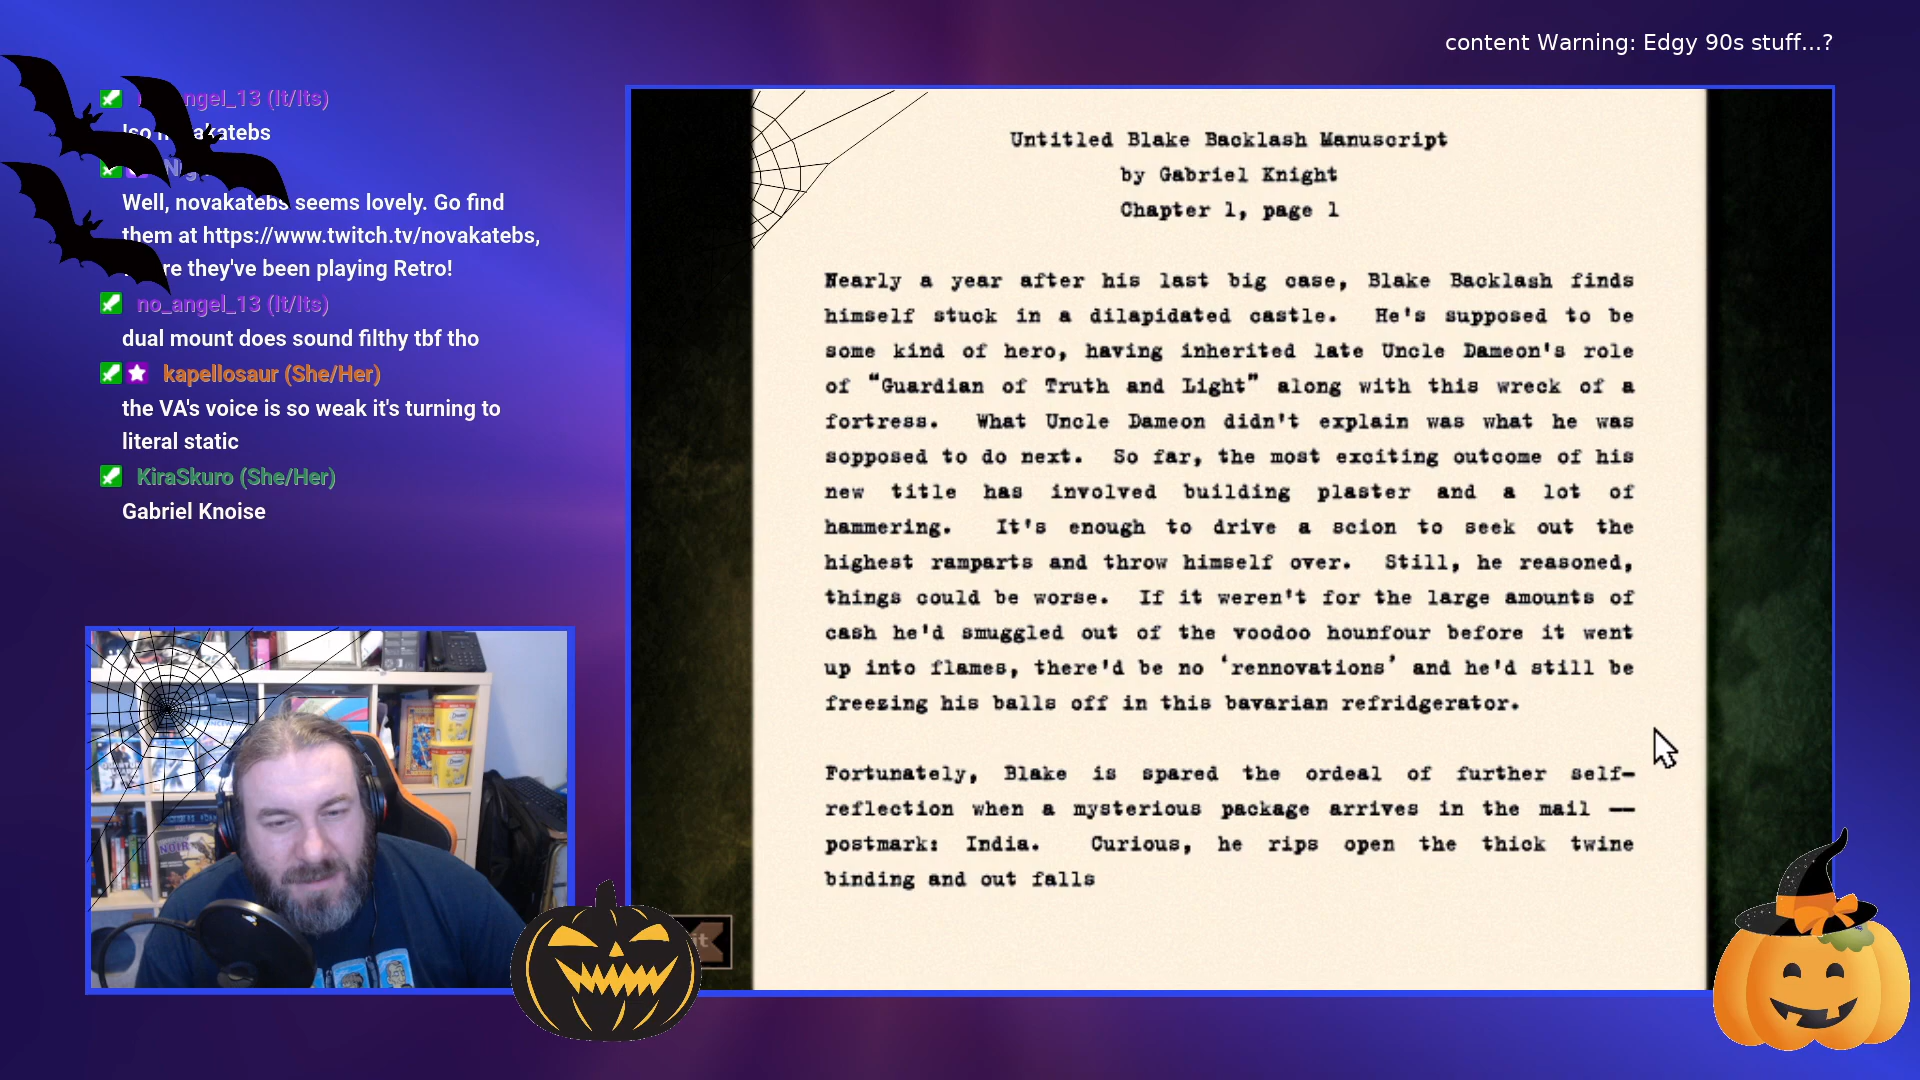 content Warning: Edgy 90s stuff...?
ngel_13 (It/Its)
!so n akatebs
Well, novakatebs seems lovely. Go find
them at https://www.twitch.tv/novakatebs,
re they've been playing Retro!
no_angel_13 (It/Its)
dual mount does sound filthy tbf tho
kapellosaur (She/Her)
the VA's voice is so weak it's turning to
literal static
KiraSkuro (She/Her)
Gabriel Knoise
Untitled Blake Backlash Manuscript
by Gabriel Knight
Chapter 1, page 1
Nearly a year after his last big case, Blake Backlash finds
himself stuck in a dilapidated castle. He's supposed to be
some kind of hero, having inherited late Uncle Dameon's role
of “Guardian of Truth and Light” along with this wreck of a
fortress. What Uncle Dameon didn't explain was what he was
sopposed to do next. So far, the most exciting outcome of his
new title has involved building plaster and a lot of
hammering. It's enough to drive a scion to seek out the
highest ramparts and throw himself over. Still, he reasoned,
things could be worse. If it weren't for the large amounts of
cash he'd smuggled out of the voodoo hounfour before it went
up into flames, there'd be no ‘rennovations’ and he'd still be
freezing his balls off in this bavarian refridgerator.
Fortunately, Blake is spared the ordeal of further self-
reflection when a mysterious package arrives in the mail --
postmark: India. Curious, he rips open the thick twine
binding and out falls
NOIR